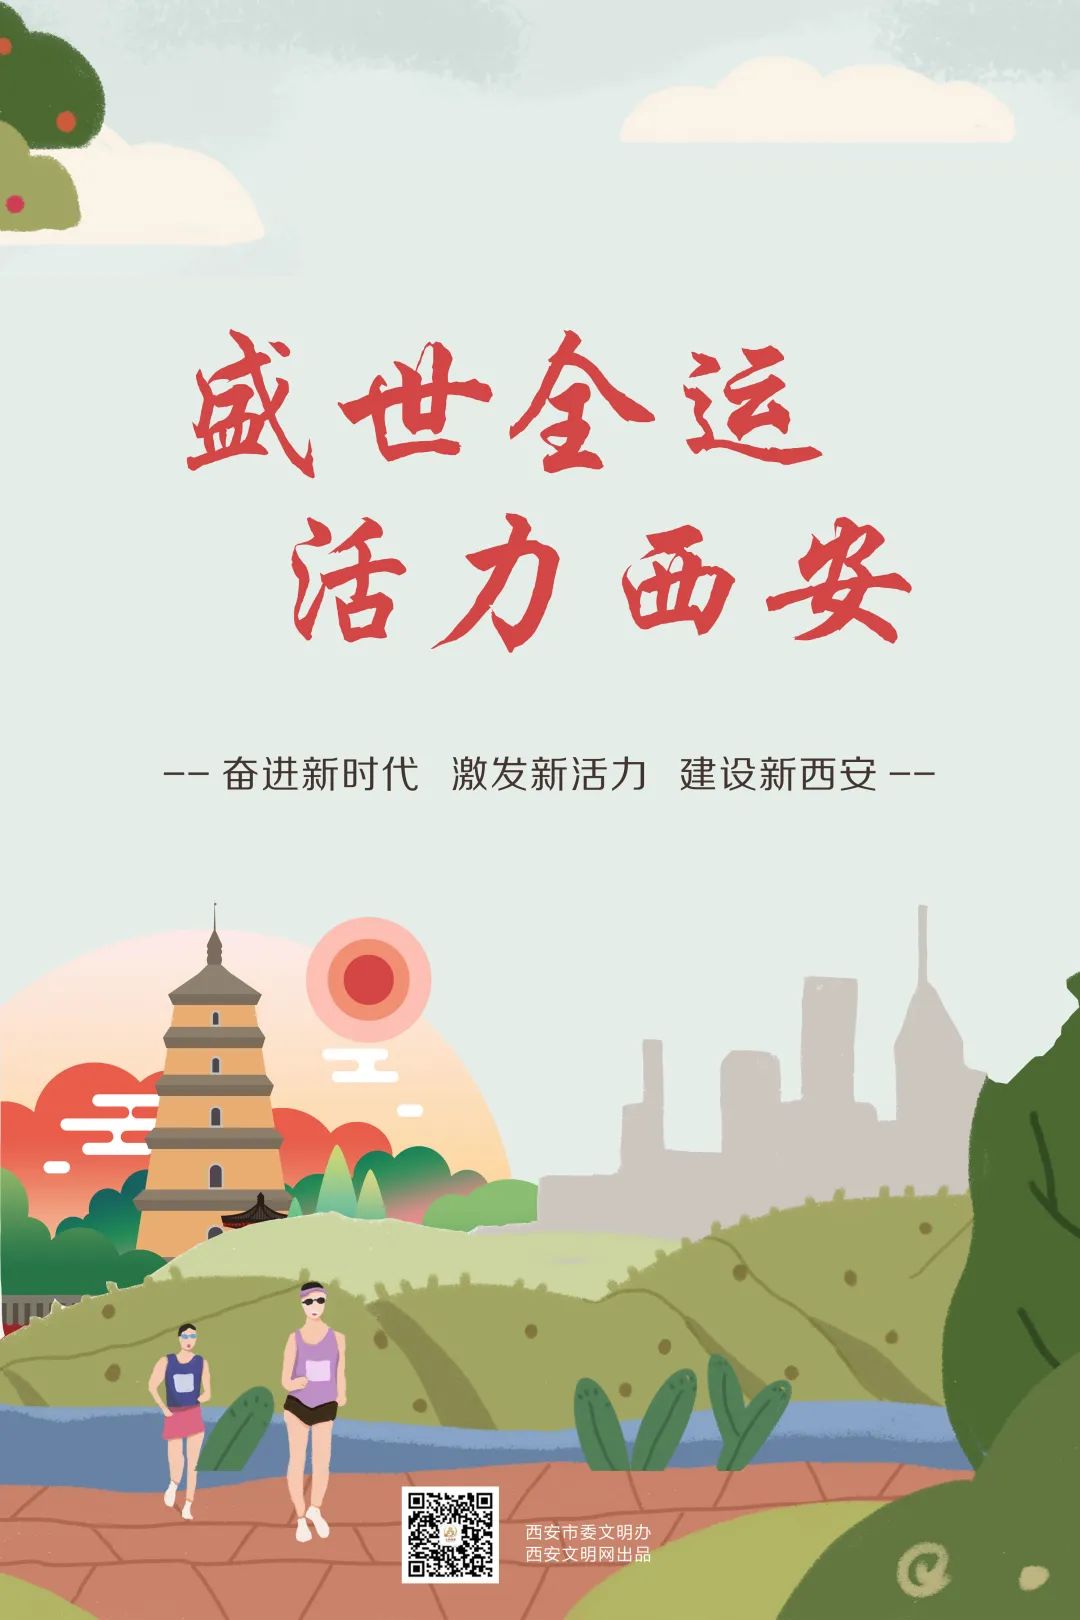 盛世全运
活力西安
-- 奋进新时代 激发新活力 建设新西安 --
西安市委文明办
西安文明网出品